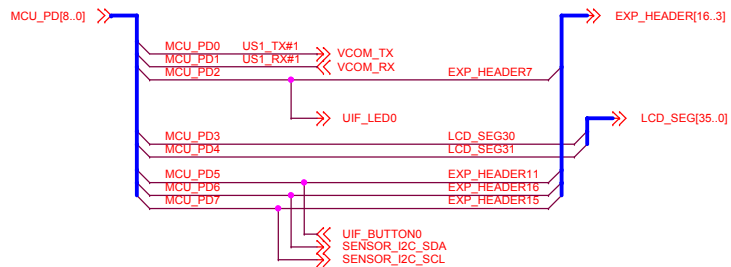 MCU_PD[8..0] EXP_HEADER[16..3]
MCU_PD0 US1_TX#1 VCOM_TX
MCU_PD1 US1_RX#1 VCOM_RX
MCU_PD2 EXP_HEADER7
UIF_LED0 LCD_SEG[35..0]
MCU_PD3 LCD_SEG30
MCU_PD4 LCD_SEG31
MCU_PD5 EXP_HEADER11
MCU_PD6 EXP_HEADER16
MCU_PD7 EXP_HEADER15
UIF_BUTTON0
SENSOR_I2C_SDA
SENSOR_I2C_SCL